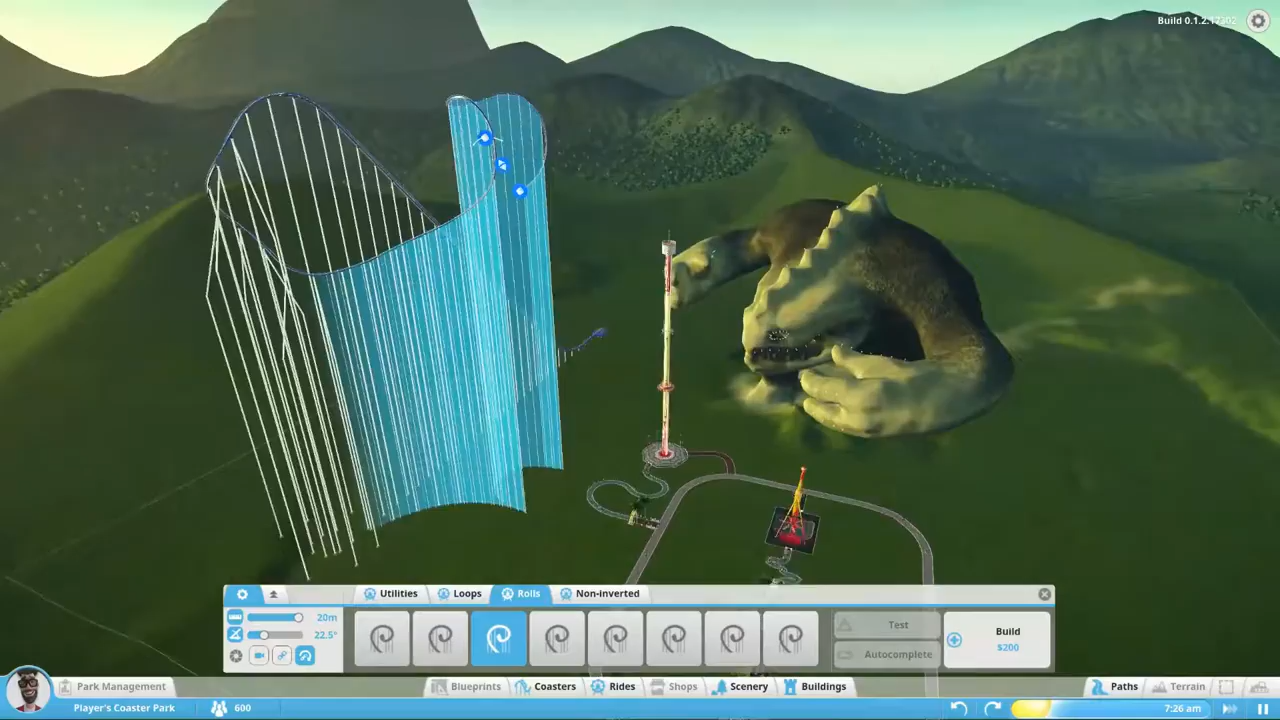 Build 0.1.2.17302
Utilities
Loops
Rolls
Non-inverted
20m
22.5°
Test
Autocomplete
Build
$200
Park Management
Blueprints
Coasters
Rides
Shops
Scenery
Buildings
Paths
Terrain
Player's Coaster Park
600
7:26 am